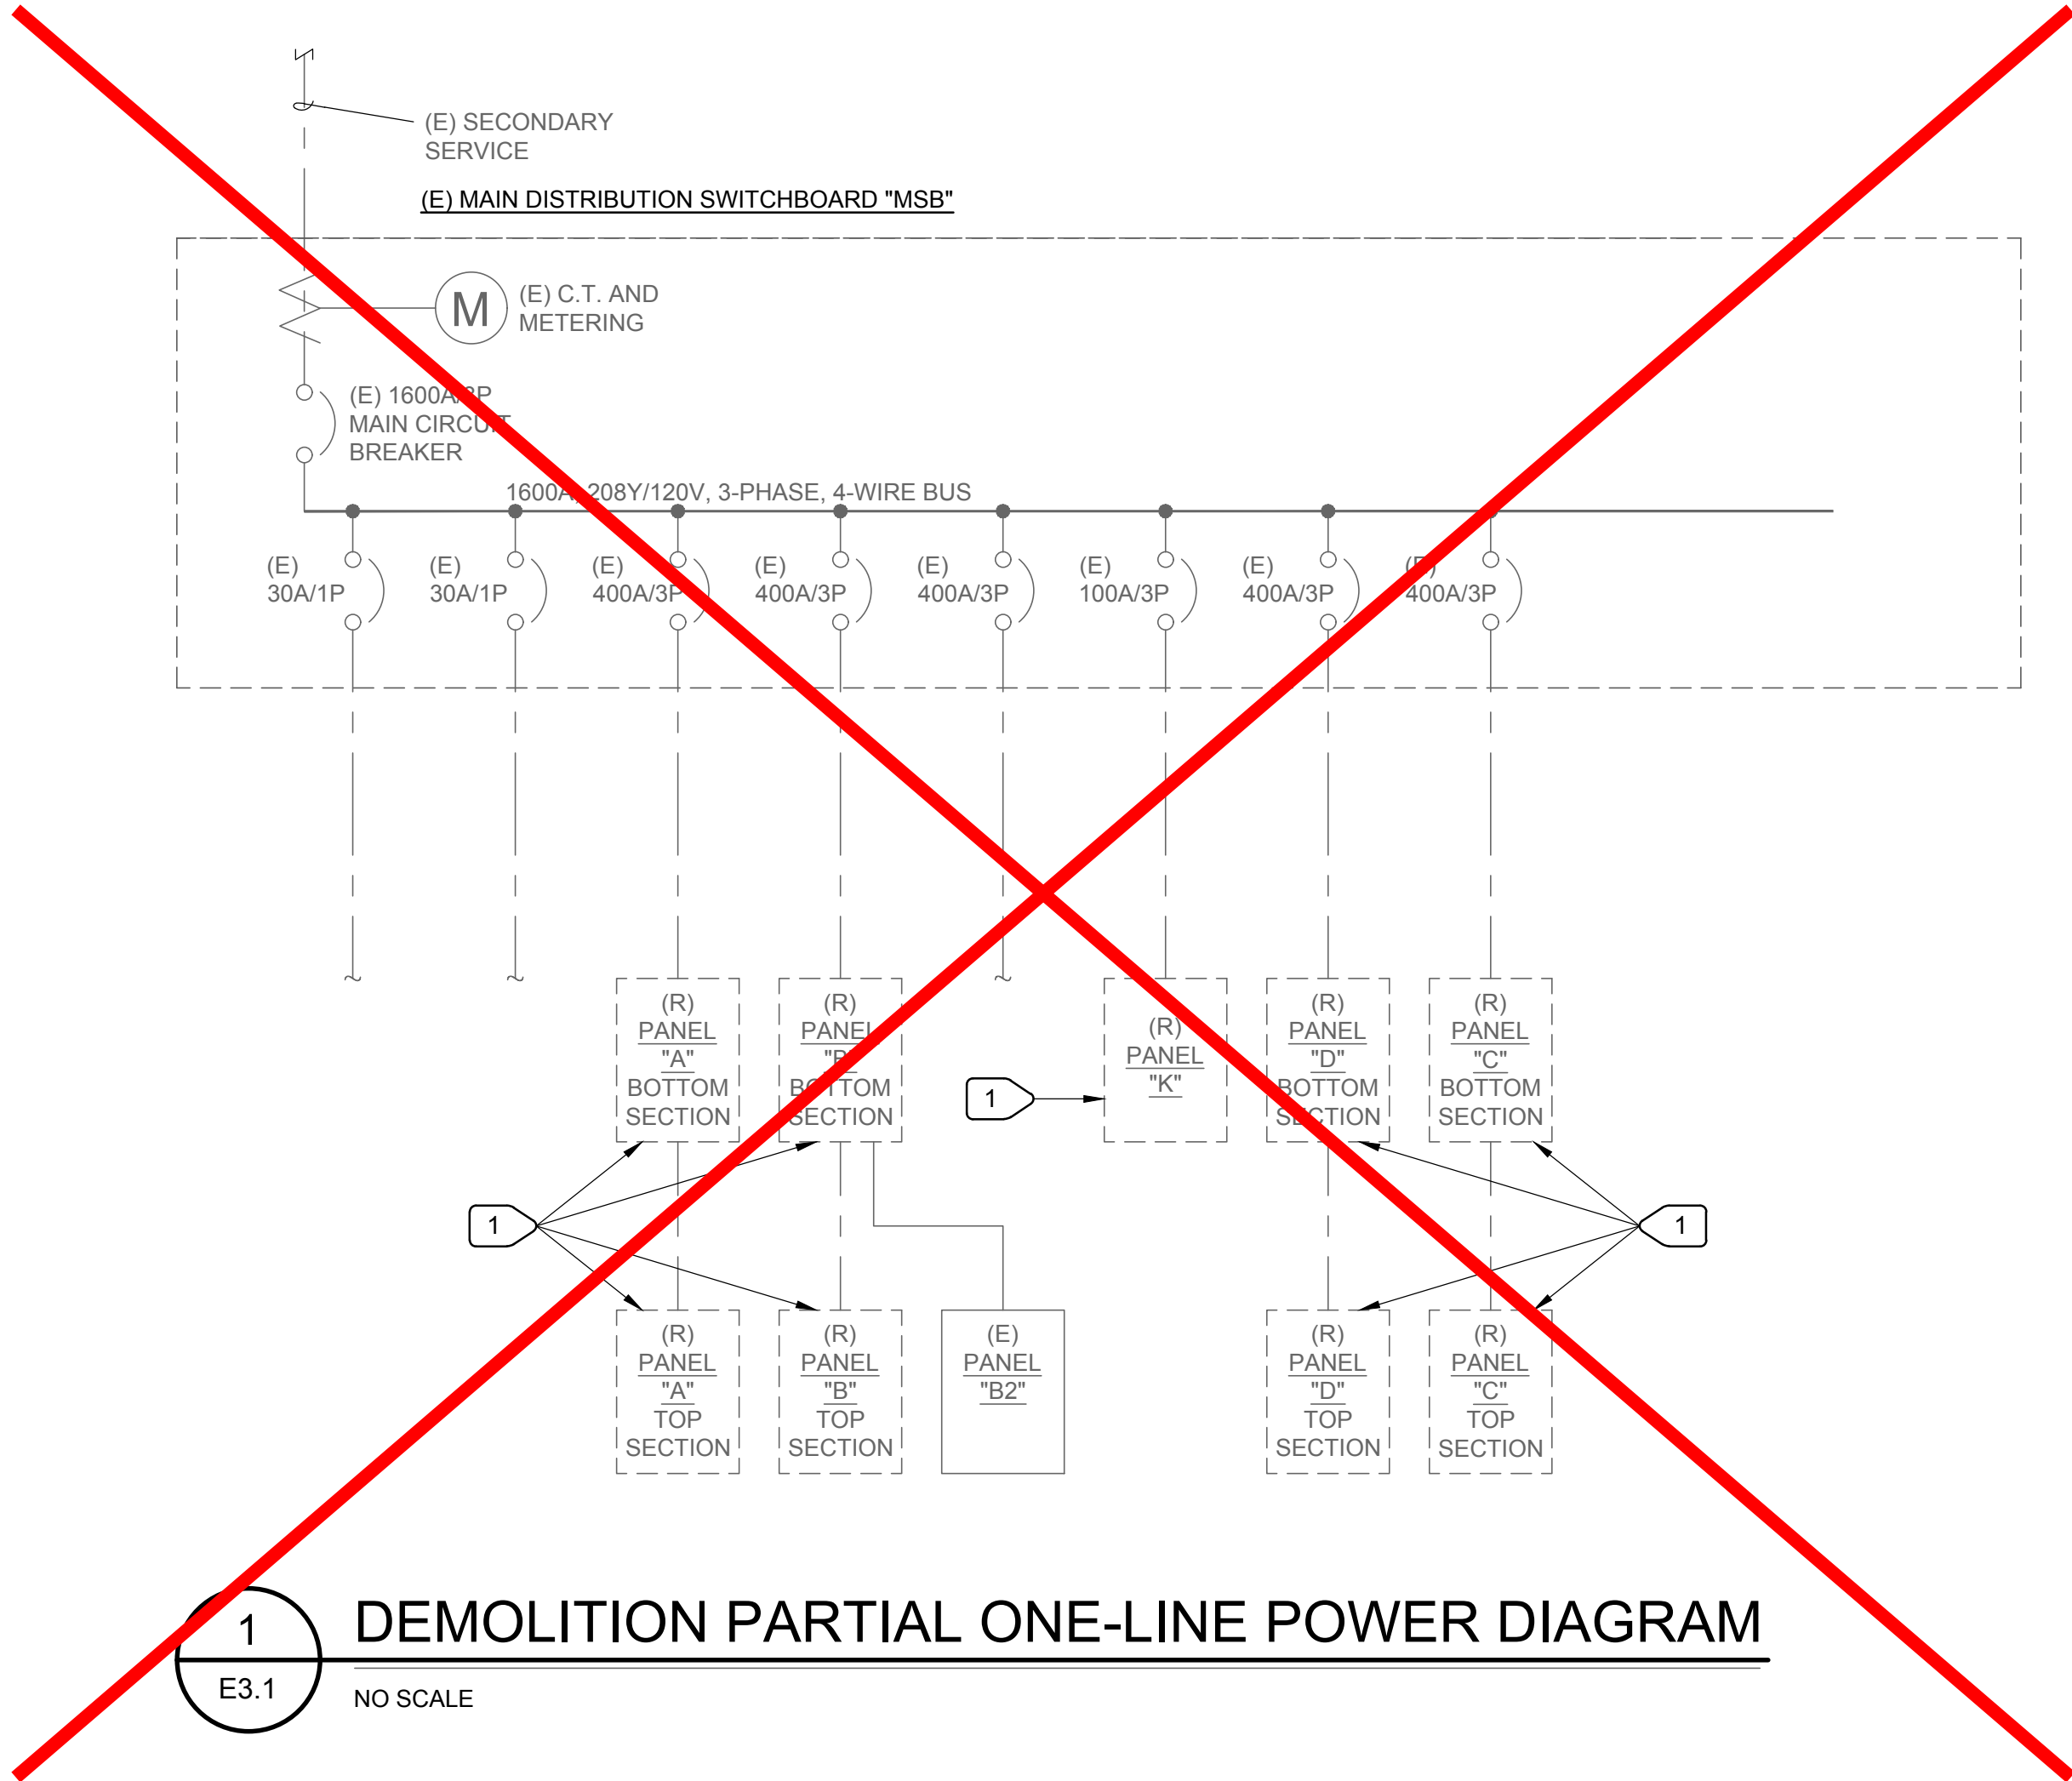 (E) SECONDARY
SERVICE
(E) MAIN DISTRIBUTION SWITCHBOARD "MSB"
M
(E) C.T. AND
METERING
(E) 1600A/3P
MAIN CIRCUIT
BREAKER
1600A, 208Y/120V, 3-PHASE, 4-WIRE BUS
(E)
30A/1P
(E)
30A/1P
(E)
400A/3P
(E)
400A/3P
(E)
400A/3P
(E)
100A/3P
(E)
400A/3P
(E)
400A/3P
(R)
PANEL
"A"
BOTTOM
SECTION
(R)
PANEL
"B"
BOTTOM
SECTION
1
(R)
PANEL
"K"
(R)
PANEL
"D"
BOTTOM
SECTION
(R)
PANEL
"C"
BOTTOM
SECTION
1
1
(R)
PANEL
"A"
TOP
SECTION
(R)
PANEL
"B"
TOP
SECTION
(E)
PANEL
"B2"
(R)
PANEL
"D"
TOP
SECTION
(R)
PANEL
"C"
TOP
SECTION
1
E3.1
DEMOLITION PARTIAL ONE-LINE POWER DIAGRAM
NO SCALE